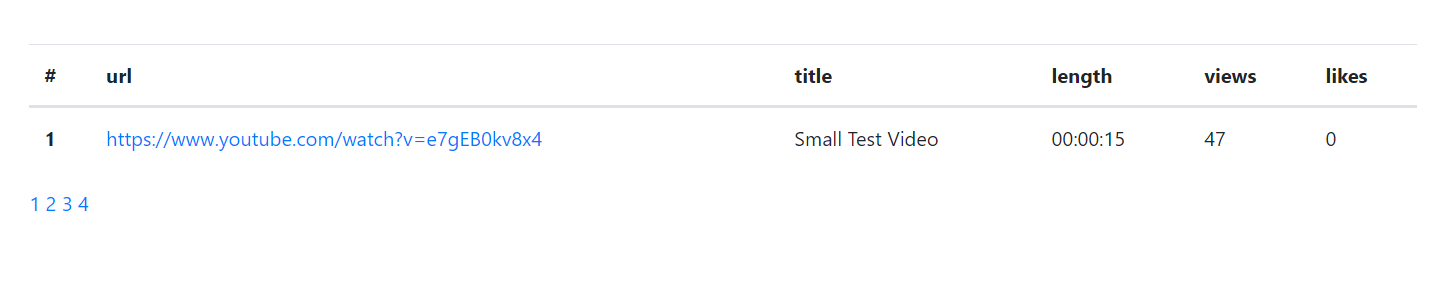 # url title length views likes
1 https://www.youtube.com/watch?v=e7gEB0kv8x4 Small Test Video 00:00:15 47 0
1 2 3 4